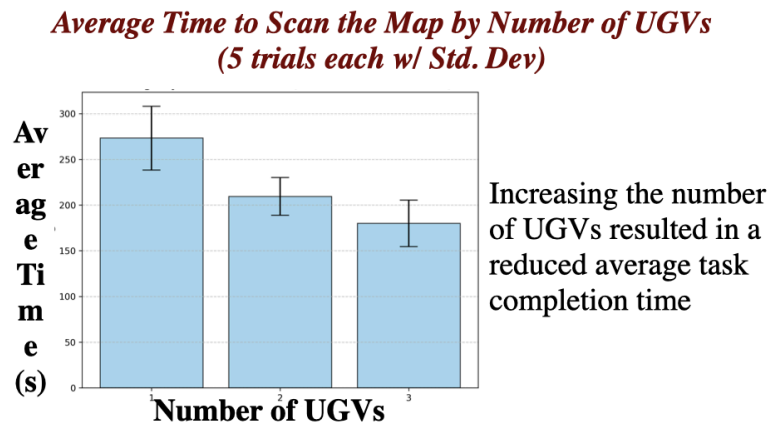 Average Time to Scan the Map by Number of UGVs
(5 trials each w/ Std. Dev)
Av
er
ag
e
Ti
m
e
(s)
300
250
200
150
100
50
0
1
2
3
Number of UGVs
Increasing the number
of UGVs resulted in a
reduced average task
completion time